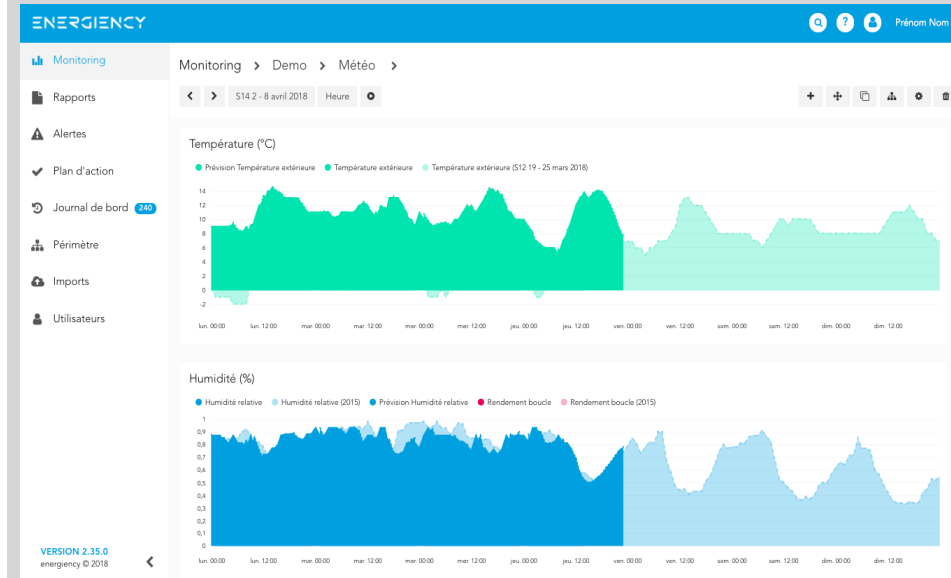 ENERGIENCY
? Prénom Nom
Monitoring
Rapports
Alertes
Plan d'action
Journal de bord 240
Périmètre
Imports
Utilisateurs
VERSION 2.35.0
energiency © 2018
Monitoring > Demo > Météo >
S14 2 - 8 avril 2018 Heure
Température (°C)
Prévision Température extérieure Température extérieure Température extérieure (S12 19 - 25 mars 2018)
14
12
10
8
6
4
2
0
-2
lun. 00:00 lun. 12:00 mar. 00:00 mar. 12:00 mer. 00:00 mer. 12:00 jeu. 00:00 jeu. 12:00 ven. 00:00 ven. 12:00 sam. 00:00 sam. 12:00 dim. 00:00 dim. 12:00
Humidité (%)
Humidité relative Humidité relative (2015) Prévision Humidité relative Rendement boucle Rendement boucle (2015)
1
0,9
0,8
0,7
0,6
0,5
0,4
0,3
0,2
0,1
0
lun. 00:00 lun. 12:00 mar. 00:00 mar. 12:00 mer. 00:00 mer. 12:00 jeu. 00:00 jeu. 12:00 ven. 00:00 ven. 12:00 sam. 00:00 sam. 12:00 dim. 00:00 dim. 12:00